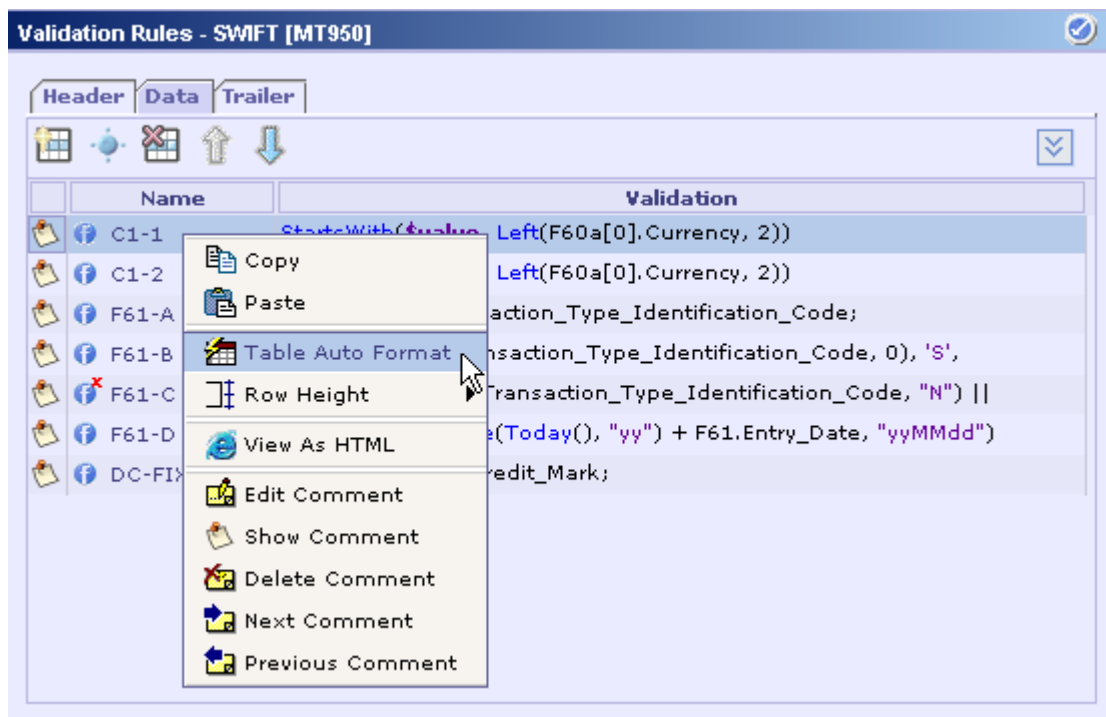 Validation Rules - SWIFT [MT950]
Header Data Trailer
Name Validation
C1-1 StartsWith($value, Left(F60a[0].Currency, 2))
C1-2 Left(F60a[0].Currency, 2))
F61-A action_Type_Identification_Code;
F61-B nsaction_Type_Identification_Code, 0), 'S',
F61-C Transaction_Type_Identification_Code, "N") ||
F61-D e(Today(), "yy") + F61.Entry_Date, "yyMMdd")
DC-FIX redit_Mark;
Copy
Paste
Table Auto Format
Row Height
View As HTML
Edit Comment
Show Comment
Delete Comment
Next Comment
Previous Comment